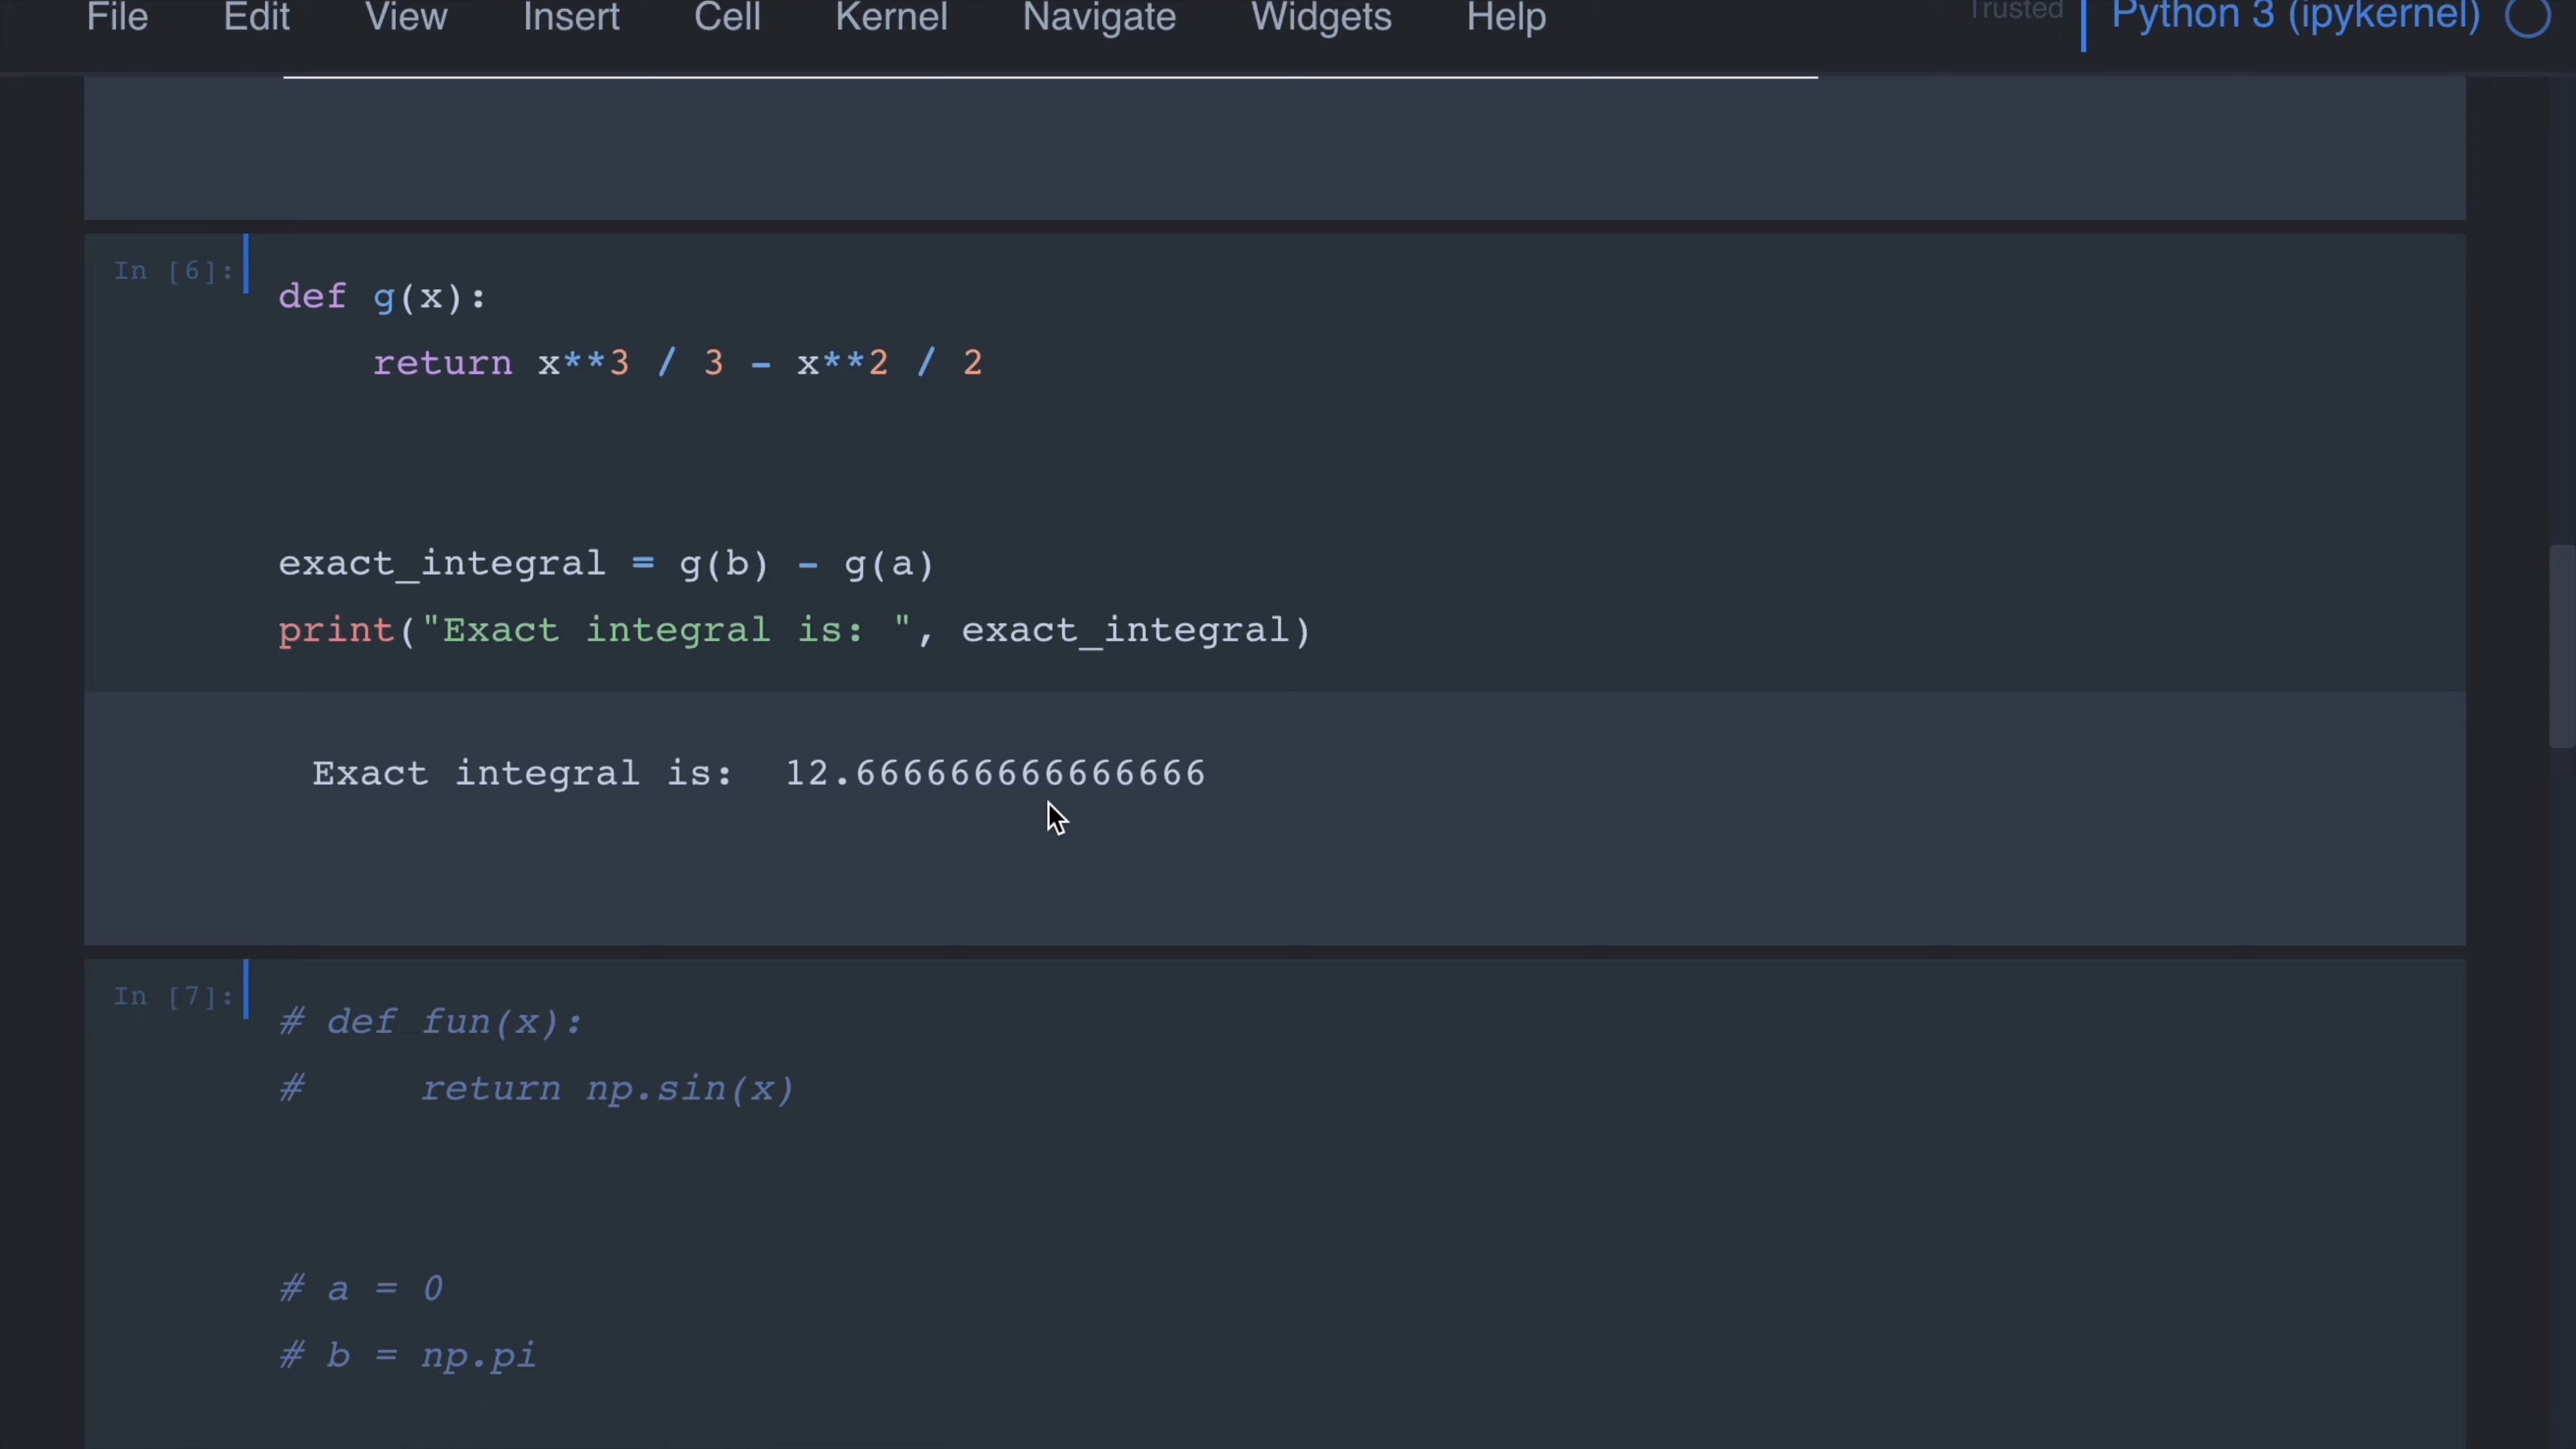 File Edit View Insert Cell Kernel Navigate Widgets Help Trusted Python 3 (ipykernel)
In [6]:
def g(x):
    return x**3 / 3 - x**2 / 2
exact_integral = g(b) - g(a)
print("Exact integral is: ", exact_integral)
Exact integral is:  12.666666666666666
In [7]:
# def fun(x):
#     return np.sin(x)
# a = 0
# b = np.pi